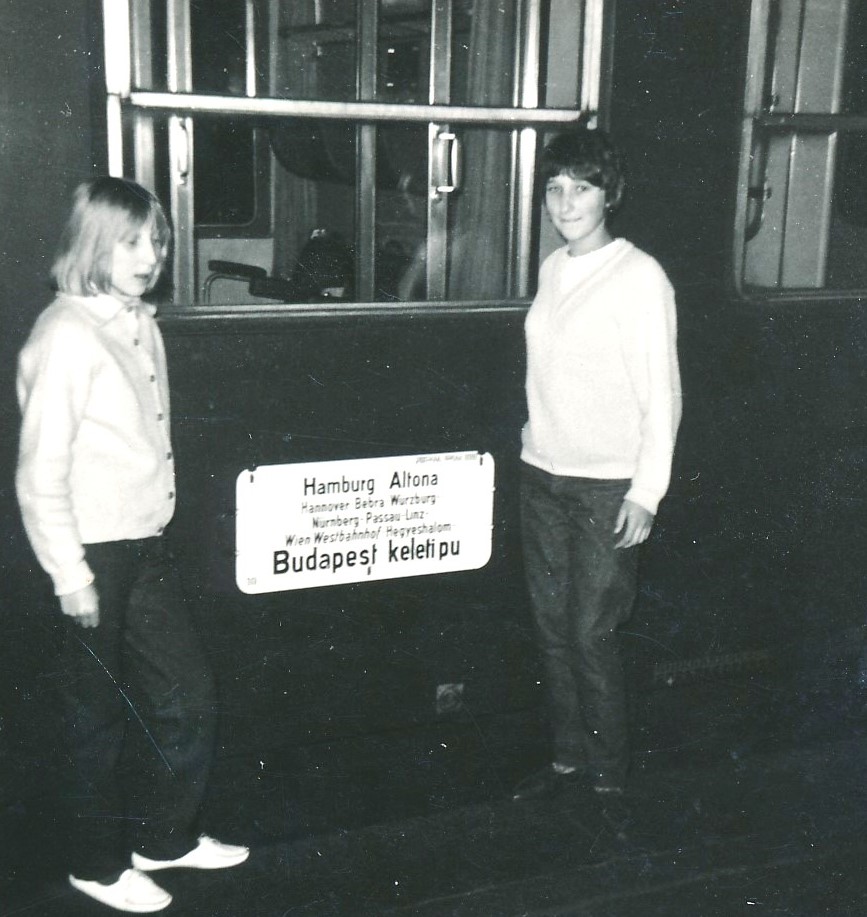 Hamburg Altona
Hannover Bebra Würzburg
Nürnberg-Passau-Linz-
Wien Westbahnhof Hegyeshalom
Budapest keleti pu